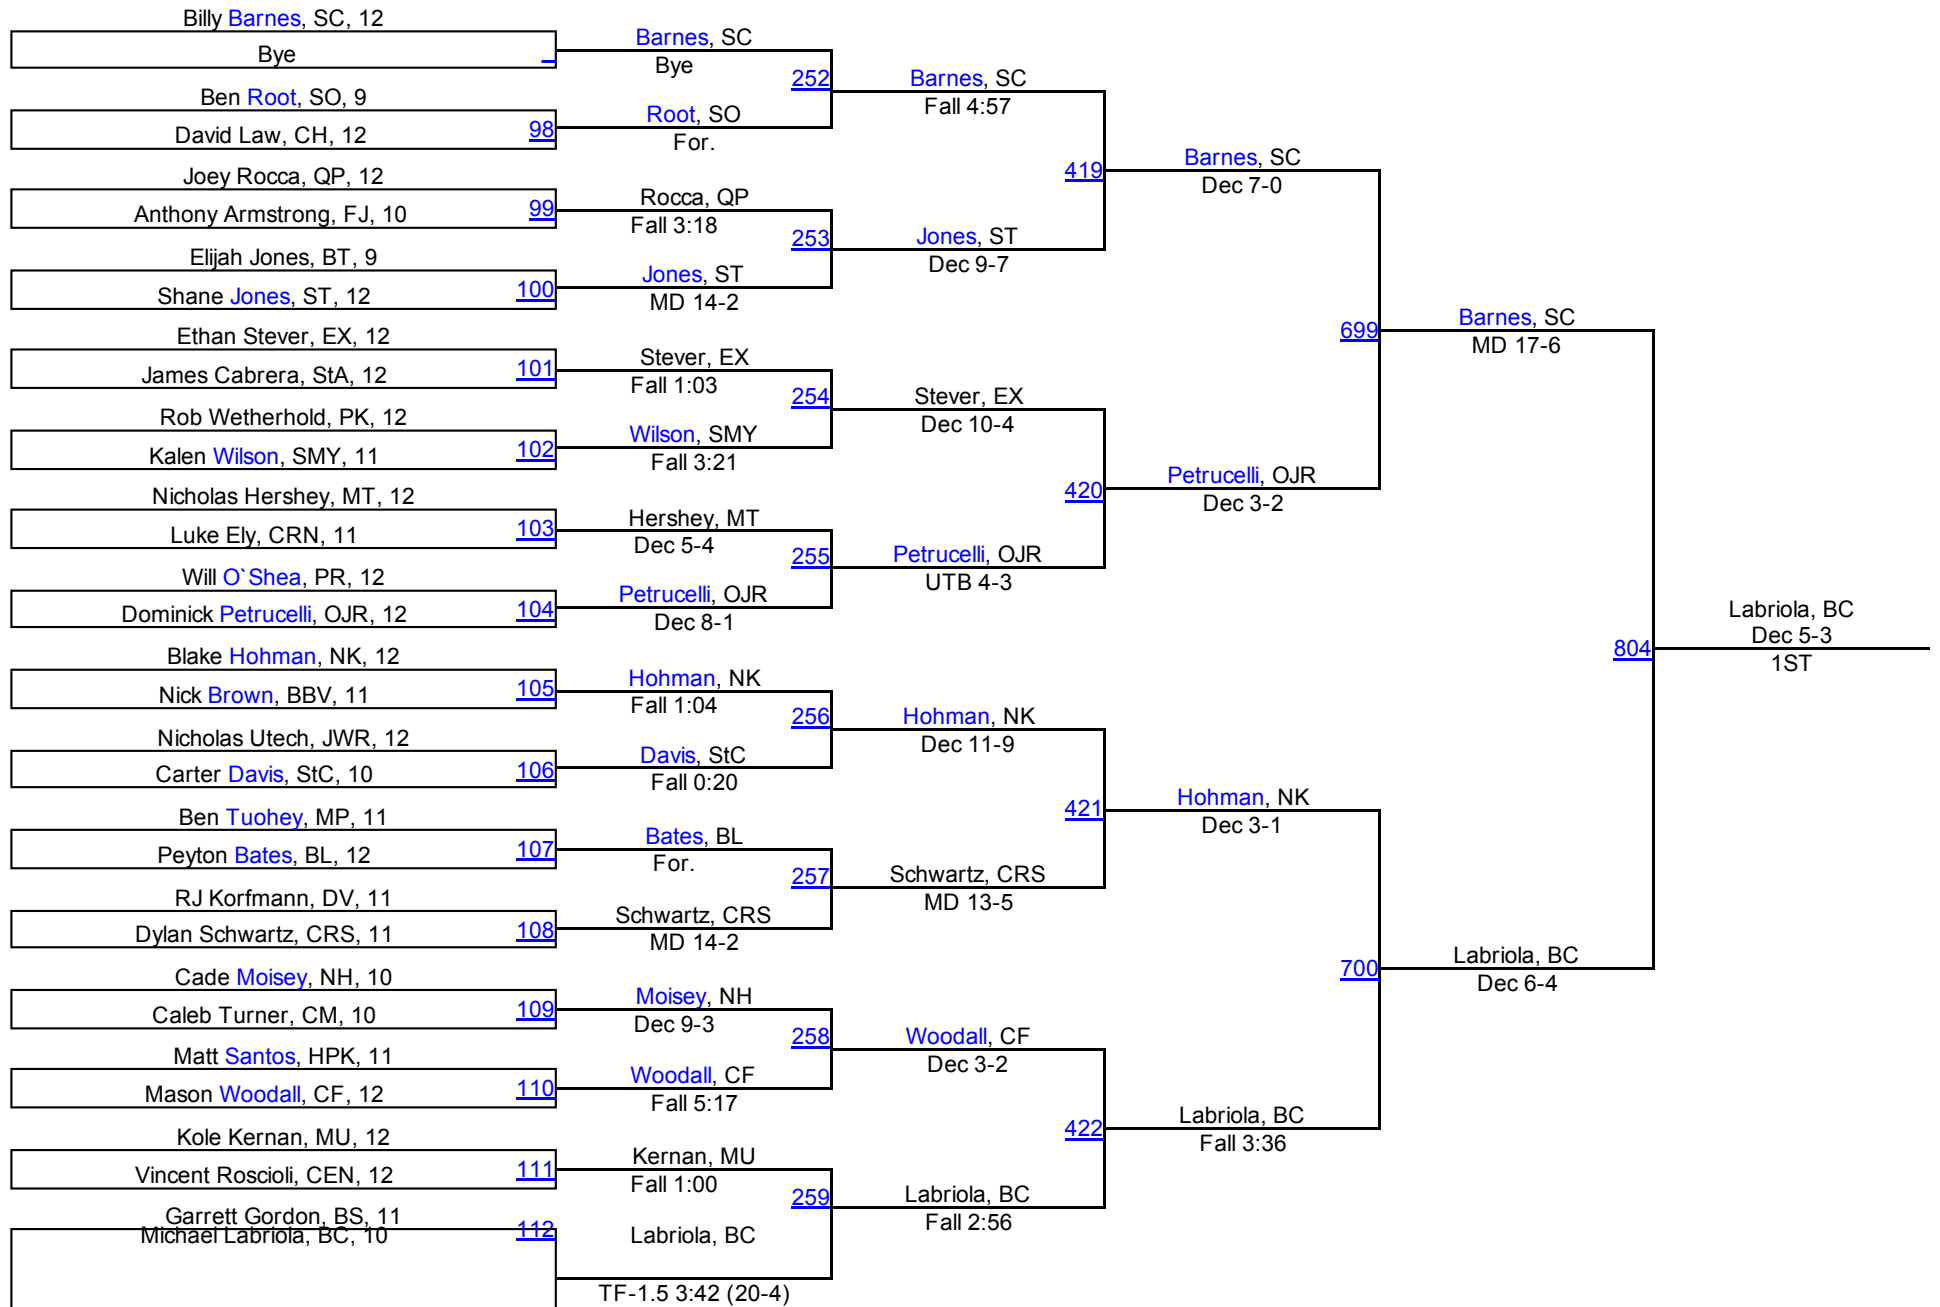 Billy Barnes, SC, 12
Bye
Ben Root, SO, 9
David Law, CH, 12
98
Joey Rocca, QP, 12
Anthony Armstrong, FJ, 10
99
Elijah Jones, BT, 9
Shane Jones, ST, 12
100
Ethan Stever, EX, 12
James Cabrera, StA, 12
101
Rob Wetherhold, PK, 12
Kalen Wilson, SMY, 11
102
Nicholas Hershey, MT, 12
Luke Ely, CRN, 11
103
Will O`Shea, PR, 12
Dominick Petrucelli, OJR, 12
104
Blake Hohman, NK, 12
Nick Brown, BBV, 11
105
Nicholas Utech, JWR, 12
Carter Davis, StC, 10
106
Ben Tuohey, MP, 11
Peyton Bates, BL, 12
107
RJ Korfmann, DV, 11
Dylan Schwartz, CRS, 11
108
Cade Moisey, NH, 10
Caleb Turner, CM, 10
109
Matt Santos, HPK, 11
Mason Woodall, CF, 12
110
Kole Kernan, MU, 12
Vincent Roscioli, CEN, 12
111
Garrett Gordon, BS, 11
Michael Labriola, BC, 10
112
Barnes, SC
Bye
252
Root, SO
For.
Rocca, QP
Fall 3:18
253
Jones, ST
MD 14-2
Stever, EX
Fall 1:03
254
Wilson, SMY
Fall 3:21
Hershey, MT
Dec 5-4
255
Petrucelli, OJR
Dec 8-1
Hohman, NK
Fall 1:04
256
Davis, StC
Fall 0:20
Bates, BL
For.
257
Schwartz, CRS
MD 14-2
Moisey, NH
Dec 9-3
258
Woodall, CF
Fall 5:17
Kernan, MU
Fall 1:00
259
Labriola, BC
TF-1.5 3:42 (20-4)
Barnes, SC
Fall 4:57
419
Jones, ST
Dec 9-7
Stever, EX
Dec 10-4
420
Petrucelli, OJR
UTB 4-3
Hohman, NK
Dec 11-9
421
Schwartz, CRS
MD 13-5
Woodall, CF
Dec 3-2
422
Labriola, BC
Fall 2:56
Barnes, SC
Dec 7-0
699
Petrucelli, OJR
Dec 3-2
Hohman, NK
Dec 3-1
700
Labriola, BC
Fall 3:36
Barnes, SC
MD 17-6
804
Labriola, BC
Dec 6-4
Labriola, BC
Dec 5-3
1ST